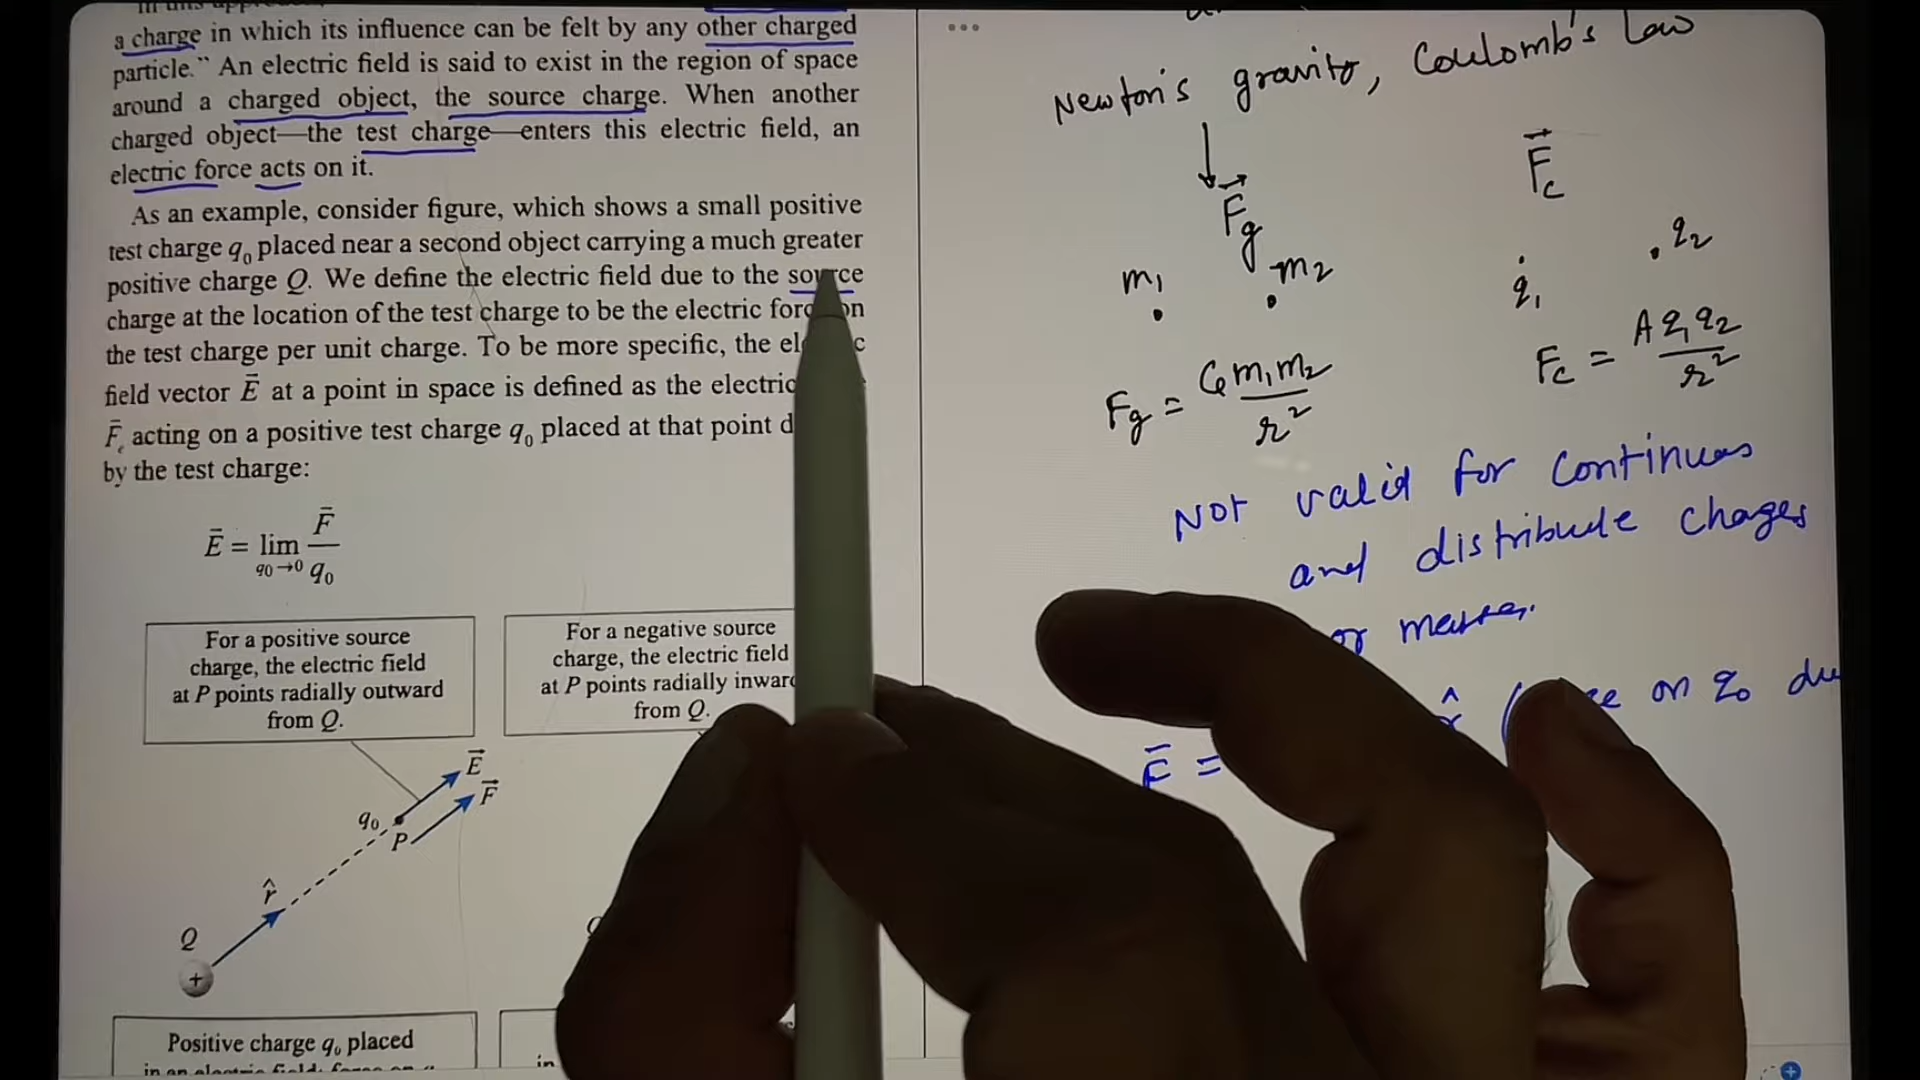 a charge in which its influence can be felt by any other charged
particle.” An electric field is said to exist in the region of space
around a charged object, the source charge. When another
charged object—the test charge—enters this electric field, an
electric force acts on it.
As an example, consider figure, which shows a small positive
test charge q₀ placed near a second object carrying a much greater
positive charge Q. We define the electric field due to the source
charge at the location of the test charge to be the electric on
the test charge per unit charge. To be more specific, the
field vector E̅ at a point in space is defined as the electric
F̅ₑ acting on a positive test charge q₀ placed at that point
by the test charge:
E̅ = lim q₀→0 F̅/q₀
For a positive source
charge, the electric field
at P points radially outward
from Q.
For a negative source
charge, the electric field
at P points radially
from Q.
E⃗
F⃗
q₀
P
r̂
Q
+
Positive charge q₀ placed
in
Newton's gravity, Coulomb's Law
F⃗g
F⃗c
m₁
m₂
q₁
q₂
Fg = G m₁m₂ / r²
Fc = A q₁q₂ / r²
Not valid for continuos
and distribute chages
or
on q₀
F̅ =